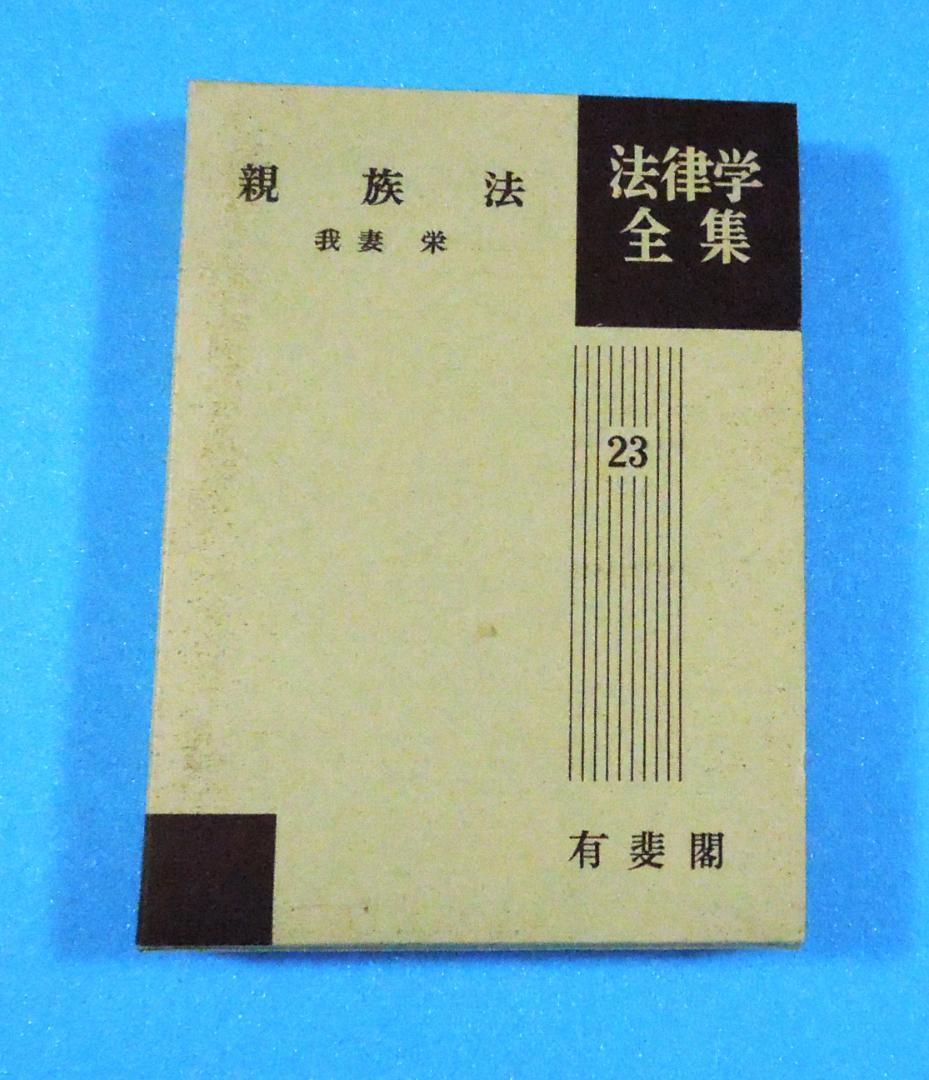 親族法
我妻 栄
法律学
全集
23
有斐閣